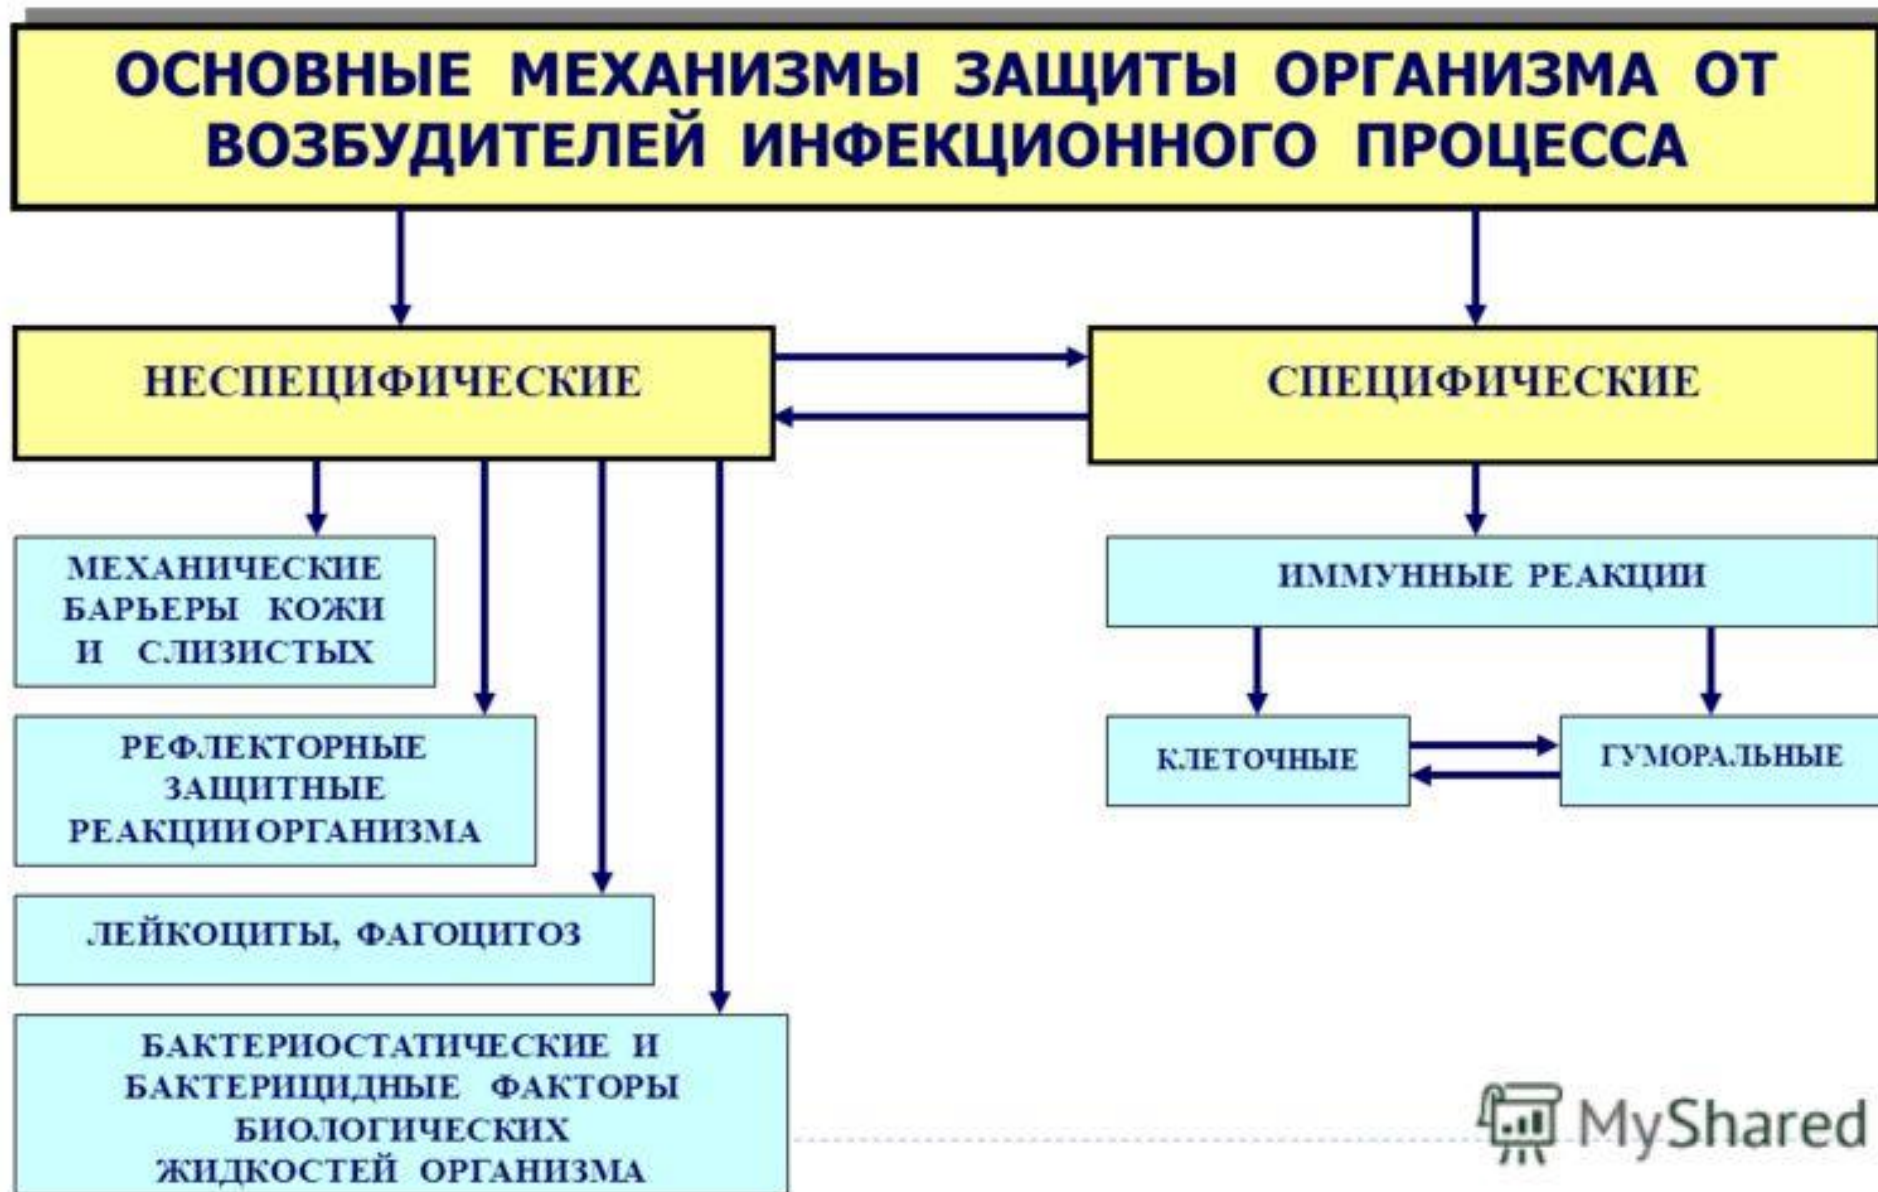 ОСНОВНЫЕ МЕХАНИЗМЫ ЗАЩИТЫ ОРГАНИЗМА ОТ
ВОЗБУДИТЕЛЕЙ ИНФЕКЦИОННОГО ПРОЦЕССА
НЕСПЕЦИФИЧЕСКИЕ
СПЕЦИФИЧЕСКИЕ
МЕХАНИЧЕСКИЕ
БАРЬЕРЫ КОЖИ
И СЛИЗИСТЫХ
РЕФЛЕКТОРНЫЕ
ЗАЩИТНЫЕ
РЕАКЦИИ ОРГАНИЗМА
ЛЕЙКОЦИТЫ, ФАГОЦИТОЗ
БАКТЕРИОСТАТИЧЕСКИЕ И
БАКТЕРИЦИДНЫЕ ФАКТОРЫ
БИОЛОГИЧЕСКИХ
ЖИДКОСТЕЙ ОРГАНИЗМА
ИММУННЫЕ РЕАКЦИИ
КЛЕТОЧНЫЕ
ГУМОРАЛЬНЫЕ
MyShared